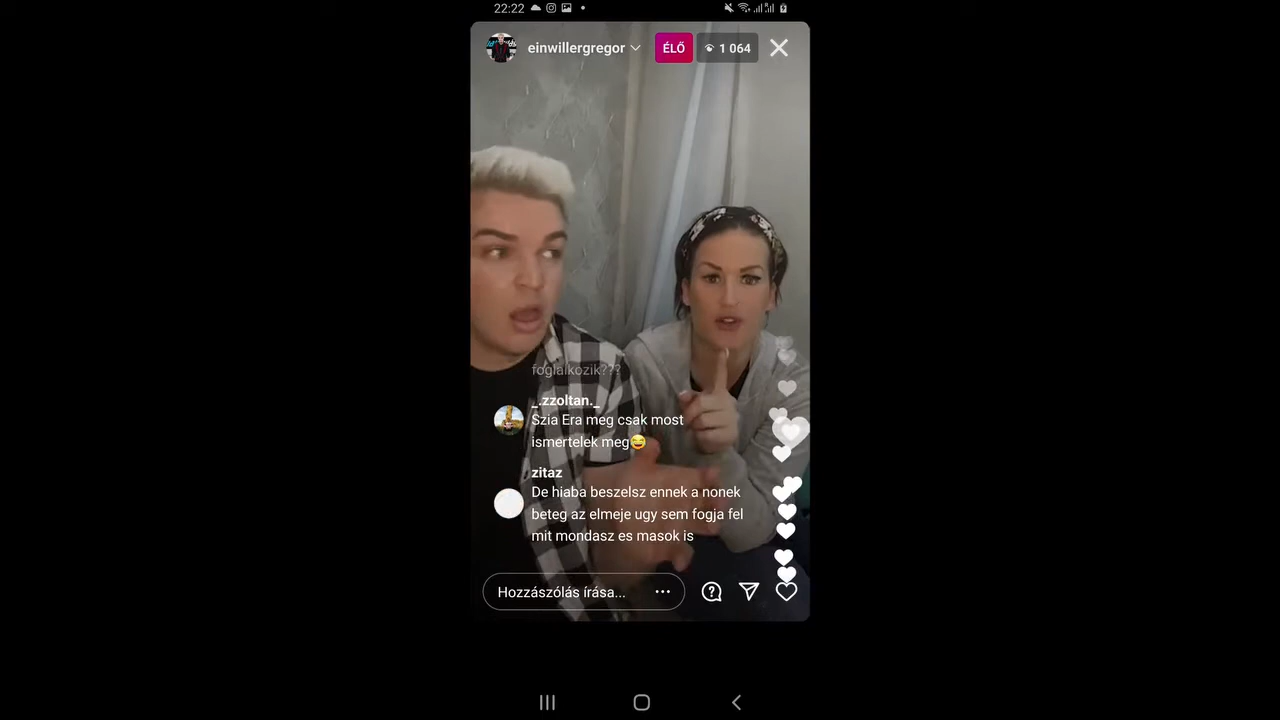 22:22
einwillergregor
ÉLŐ
1 064
foglalkozik???
_.zzoltan._
Szia Era meg csak most
ismertelek meg😂
zitaz
De hiaba beszelsz ennek a nonek
beteg az elmeje ugy sem fogja fel
mit mondasz es masok is
Hozzászólás írása...